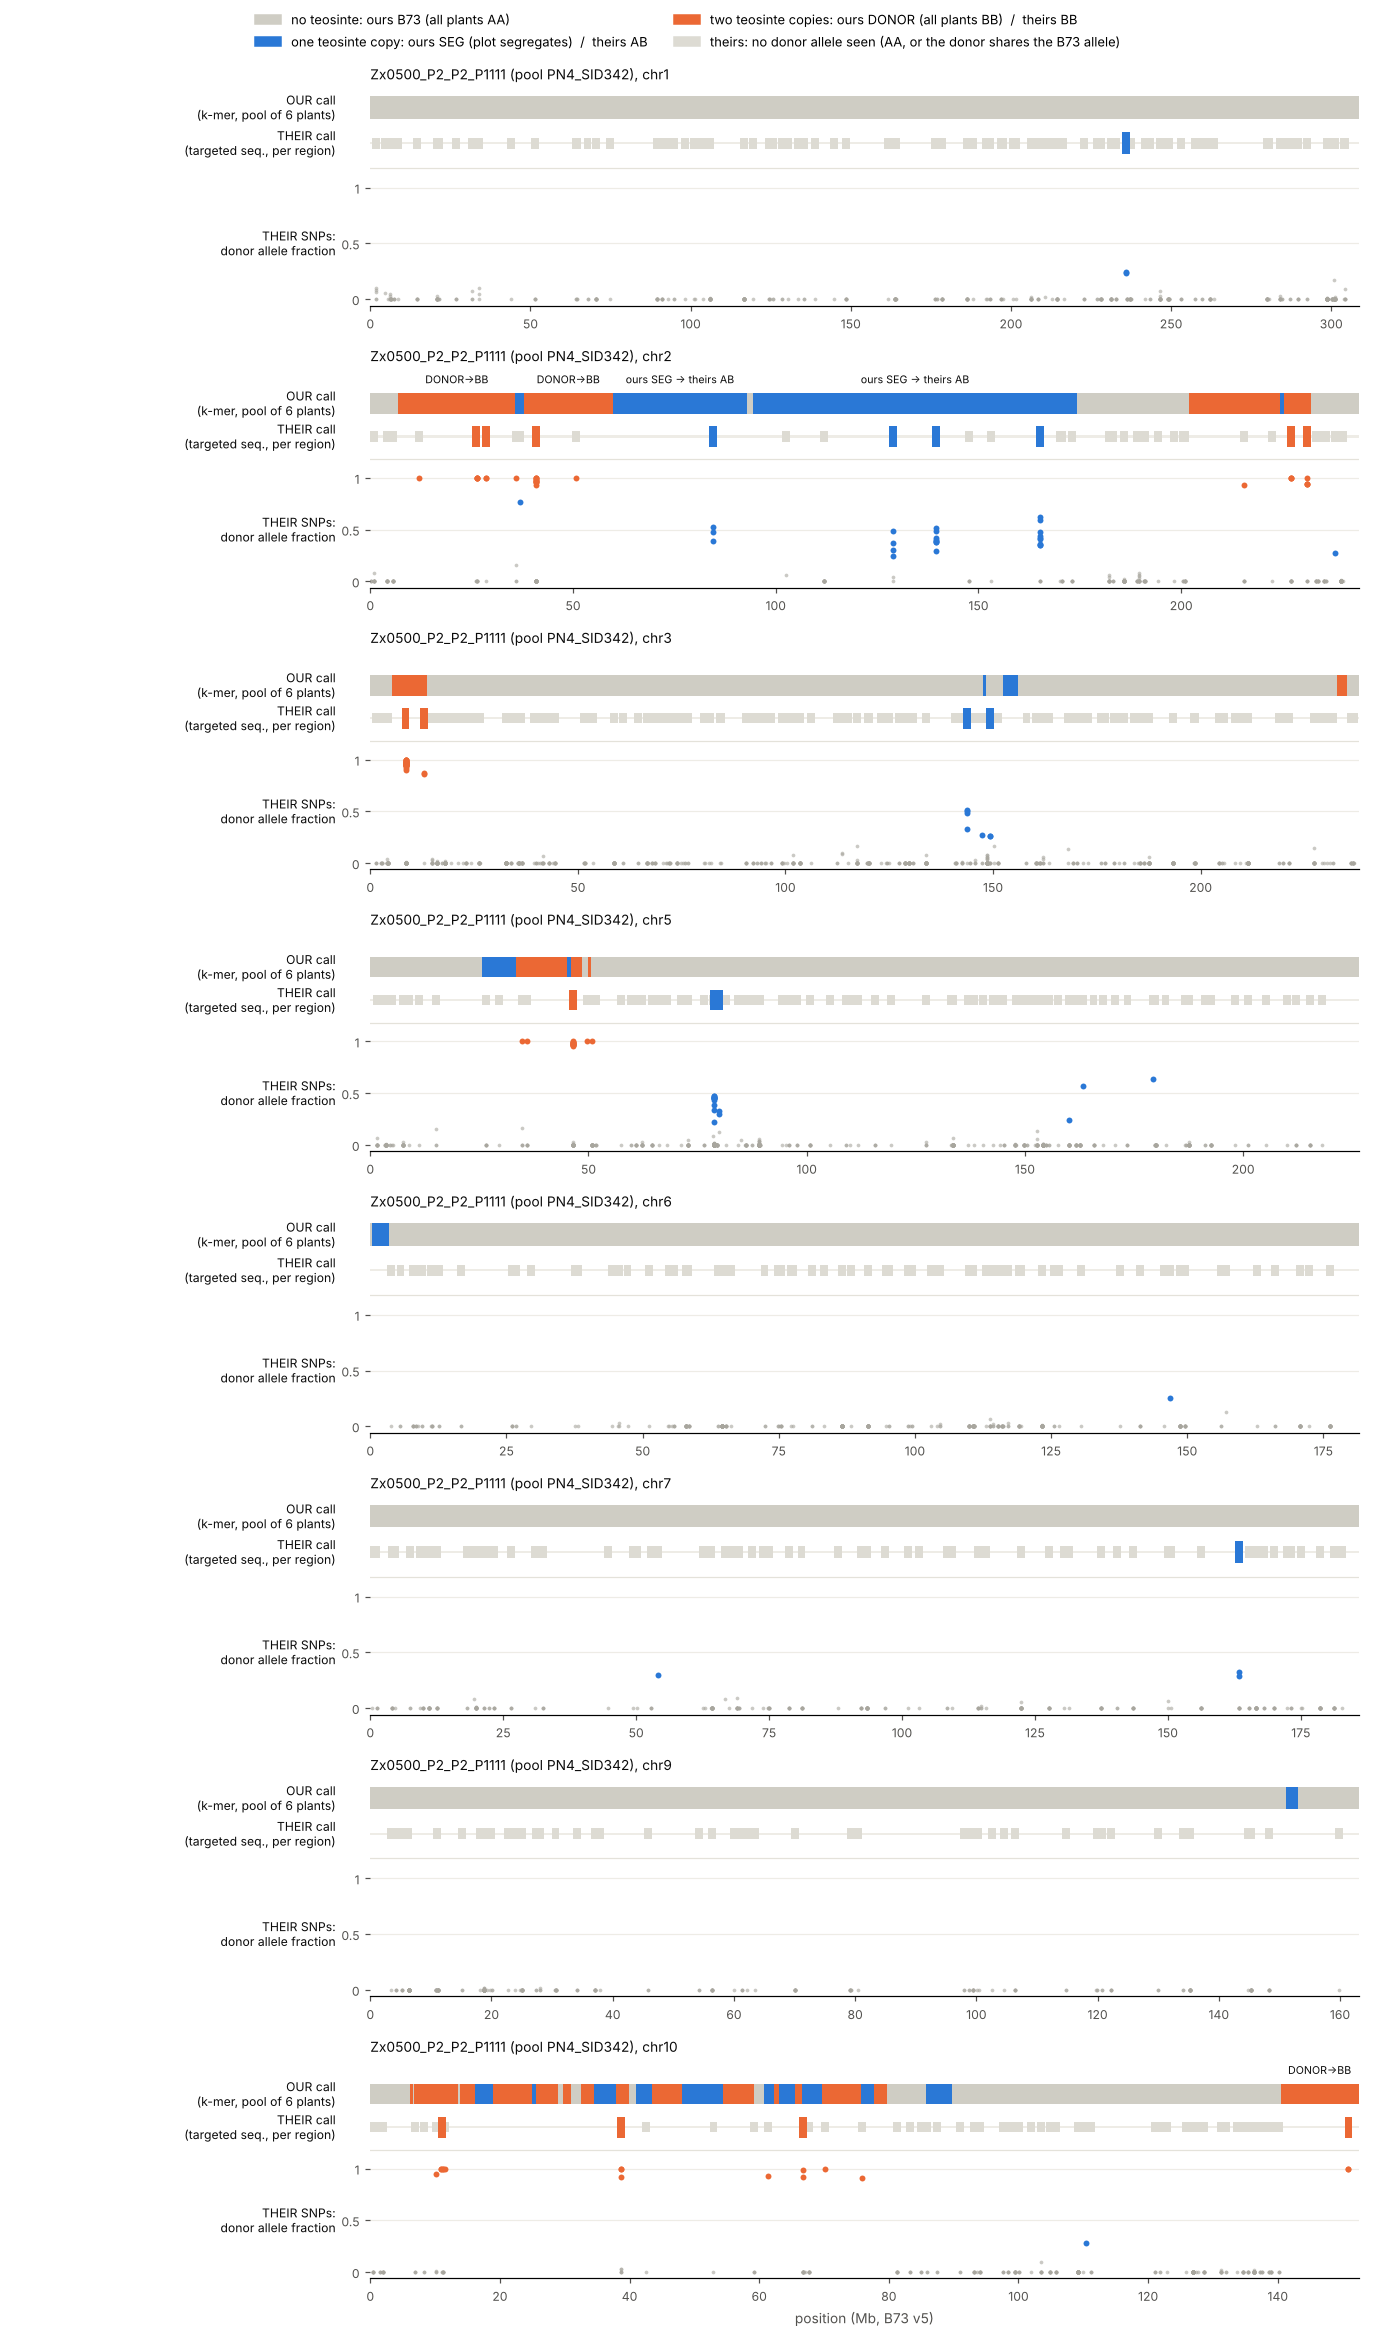 no teosinte: ours B73 (all plants AA)
two teosinte copies: ours DONOR (all plants BB) / theirs BB
one teosinte copy: ours SEG (plot segregates) / theirs AB
theirs: no donor allele seen (AA, or the donor shares the B73 allele)
Zx0500_P2_P2_P1111 (pool PN4_SID342), chr1
OUR call
(k-mer, pool of 6 plants)
THEIR call
(targeted seq., per region)
1
THEIR SNPs:
donor allele fraction
0.5
0
0 50 100 150 200 250 300
Zx0500_P2_P2_P1111 (pool PN4_SID342), chr2
DONOR→BB DONOR→BB ours SEG → theirs AB ours SEG → theirs AB
OUR call
(k-mer, pool of 6 plants)
THEIR call
(targeted seq., per region)
1
THEIR SNPs:
donor allele fraction
0.5
0
0 50 100 150 200
Zx0500_P2_P2_P1111 (pool PN4_SID342), chr3
OUR call
(k-mer, pool of 6 plants)
THEIR call
(targeted seq., per region)
1
THEIR SNPs:
donor allele fraction
0.5
0
0 50 100 150 200
Zx0500_P2_P2_P1111 (pool PN4_SID342), chr5
OUR call
(k-mer, pool of 6 plants)
THEIR call
(targeted seq., per region)
1
THEIR SNPs:
donor allele fraction
0.5
0
0 50 100 150 200
Zx0500_P2_P2_P1111 (pool PN4_SID342), chr6
OUR call
(k-mer, pool of 6 plants)
THEIR call
(targeted seq., per region)
1
THEIR SNPs:
donor allele fraction
0.5
0
0 25 50 75 100 125 150 175
Zx0500_P2_P2_P1111 (pool PN4_SID342), chr7
OUR call
(k-mer, pool of 6 plants)
THEIR call
(targeted seq., per region)
1
THEIR SNPs:
donor allele fraction
0.5
0
0 25 50 75 100 125 150 175
Zx0500_P2_P2_P1111 (pool PN4_SID342), chr9
OUR call
(k-mer, pool of 6 plants)
THEIR call
(targeted seq., per region)
1
THEIR SNPs:
donor allele fraction
0.5
0
0 20 40 60 80 100 120 140 160
Zx0500_P2_P2_P1111 (pool PN4_SID342), chr10
DONOR→BB
OUR call
(k-mer, pool of 6 plants)
THEIR call
(targeted seq., per region)
1
THEIR SNPs:
donor allele fraction
0.5
0
0 20 40 60 80 100 120 140
position (Mb, B73 v5)